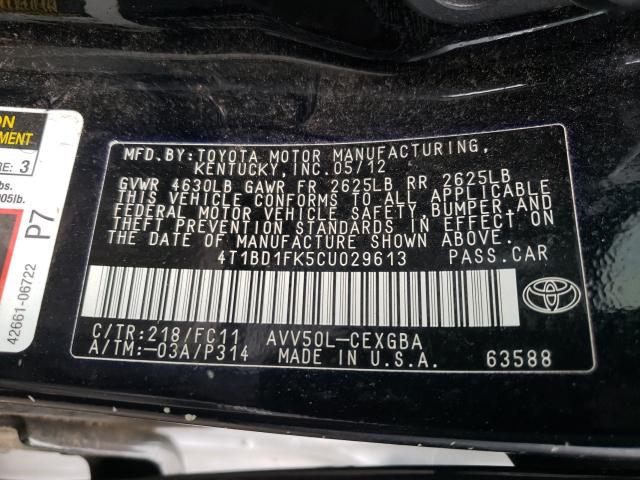 MFD.BY:TOYOTA MOTOR MANUFACTURING,
KENTUCKY, INC.05/12
GVWR 4630LB GAWR FR 2625LB RR 2625LB
THIS VEHICLE CONFORMS TO ALL APPLICABLE
FEDERAL MOTOR VEHICLE SAFETY,BUMPER,AND
THEFT PREVENTION STANDARDS IN EFFECT ON
THE DATE OF MANUFACTURE SHOWN ABOVE.
4T1BD1FK5CU029613 PASS.CAR
C/TR:218/FC11 AVV50L-CEXGBA
A/TM:-03A/P314 MADE IN U.S.A. 63588
RE: 3
lbs.
P7
42661-06722